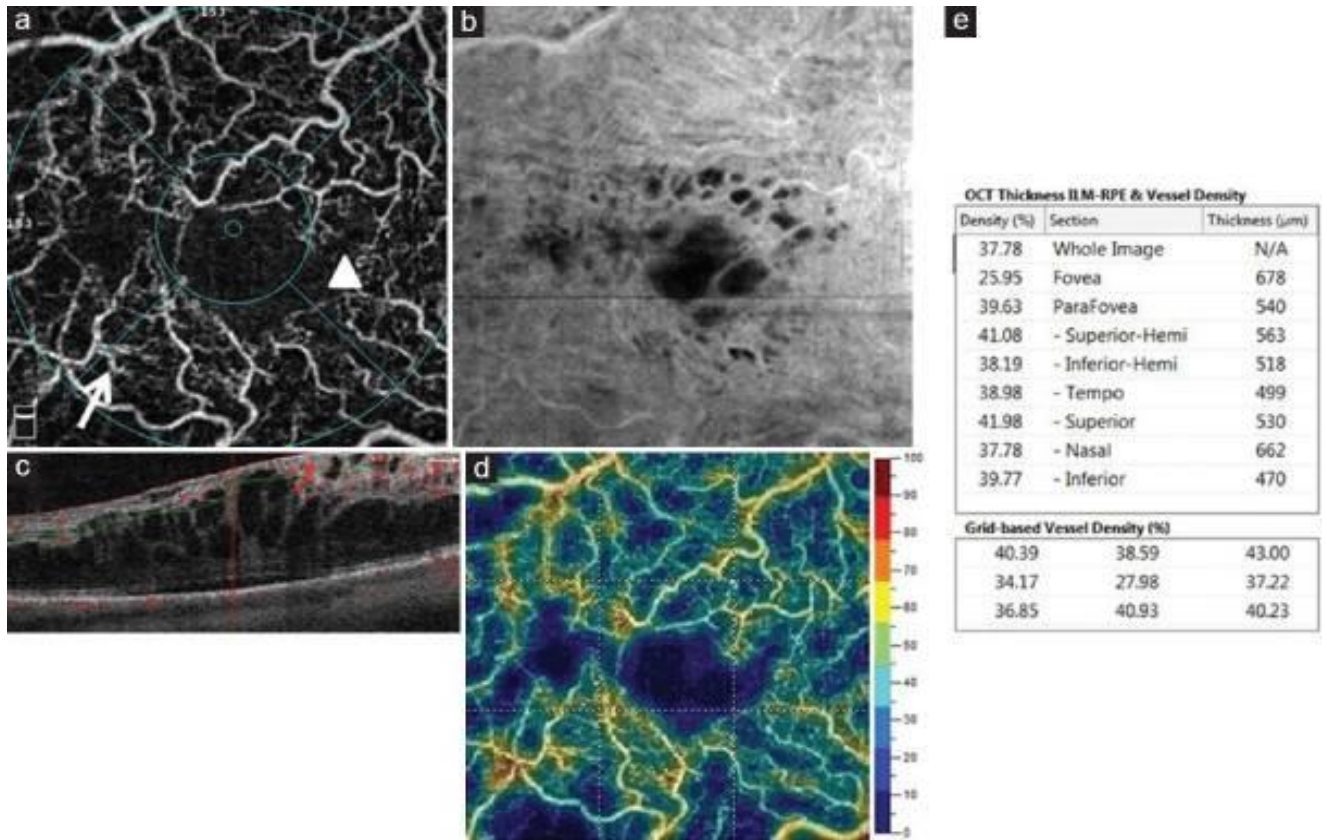 a
b
e
153
153
c
d
100
90
80
70
60
50
40
30
20
10
0
OCT Thickness ILM-RPE & Vessel Density
Density (%) Section Thickness (µm)
37.78 Whole Image N/A
25.95 Fovea 678
39.63 ParaFovea 540
41.08 - Superior-Hemi 563
38.19 - Inferior-Hemi 518
38.98 - Tempo 499
41.98 - Superior 530
37.78 - Nasal 662
39.77 - Inferior 470
Grid-based Vessel Density (%)
40.39 38.59 43.00
34.17 27.98 37.22
36.85 40.93 40.23